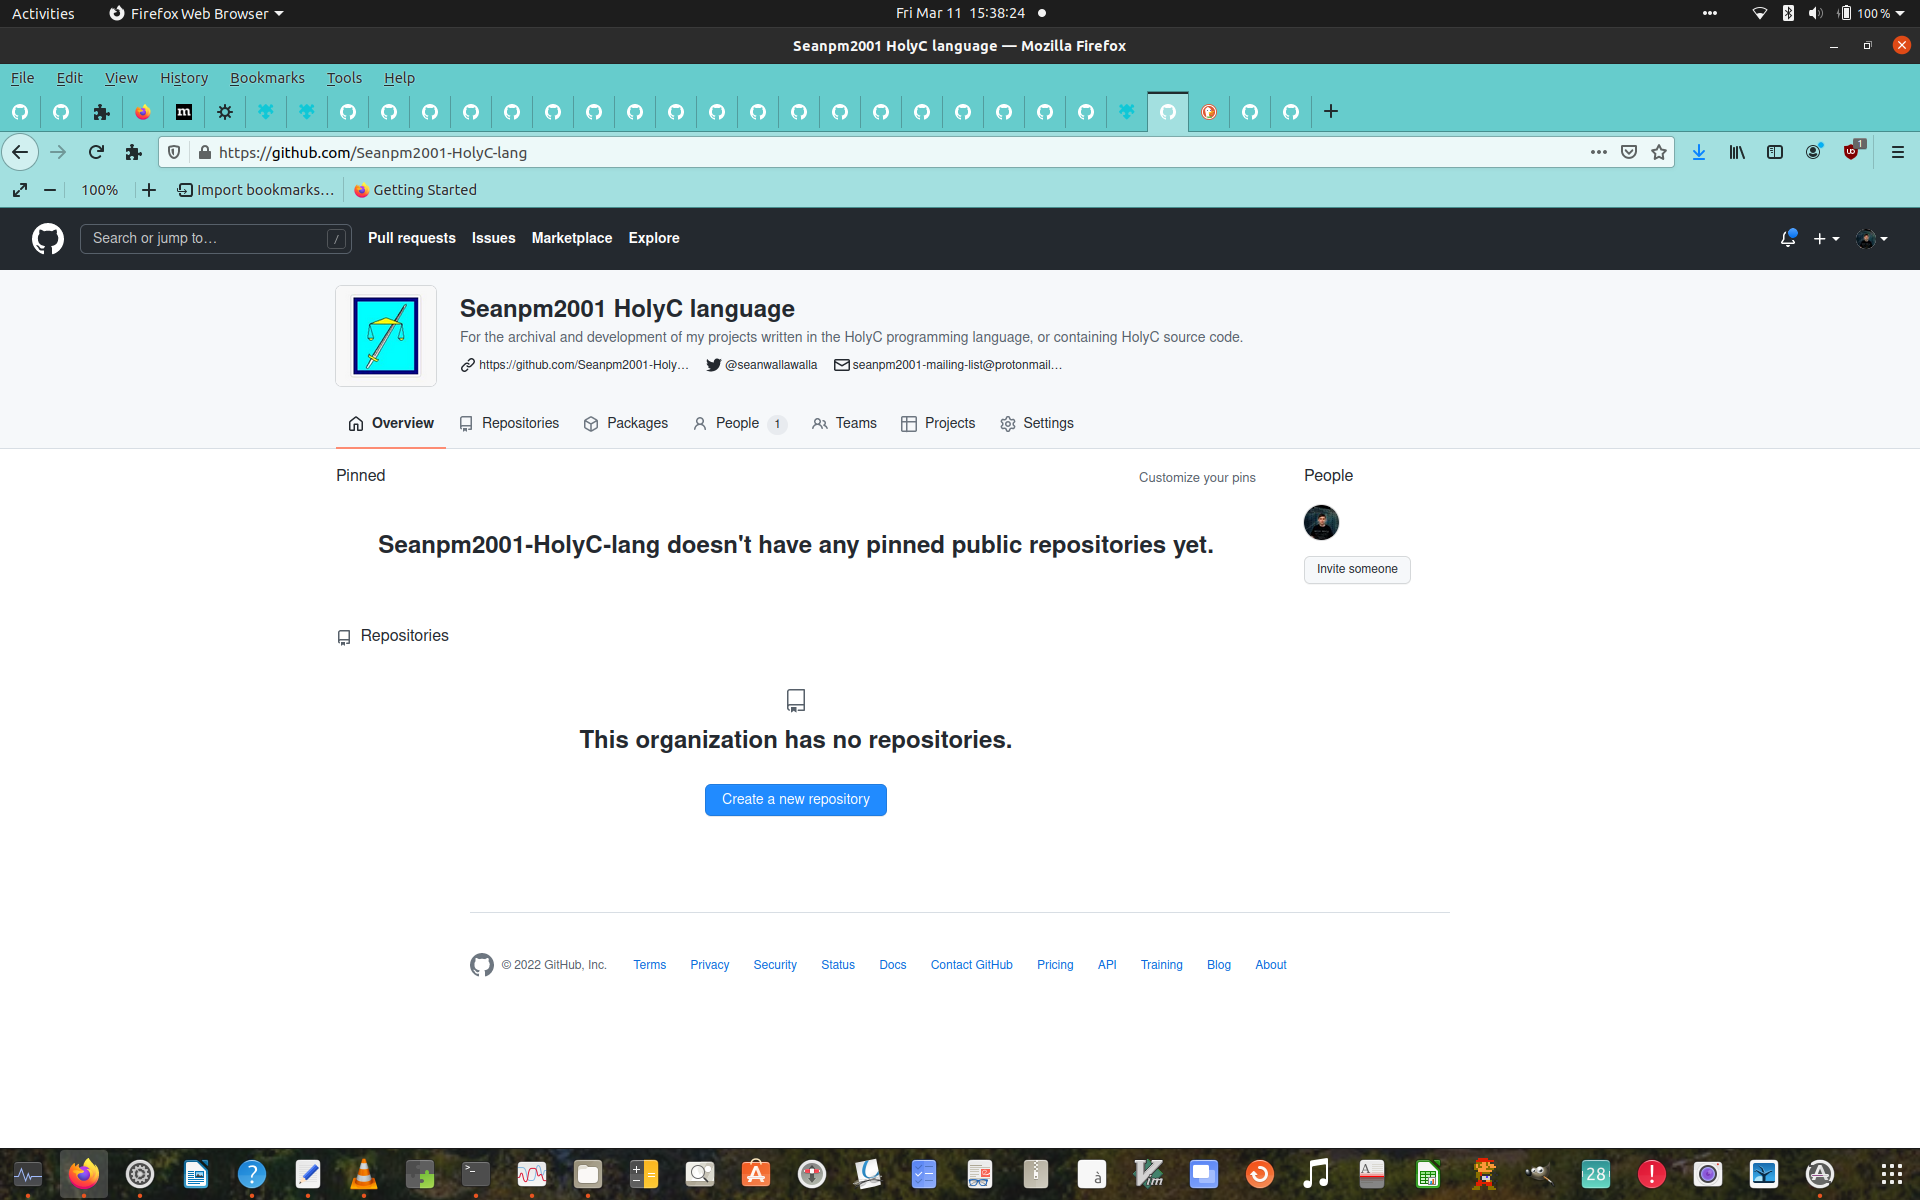 Activities Firefox Web Browser Fri Mar 11 15:38:24 100 %
Seanpm2001 HolyC language — Mozilla Firefox
File Edit View History Bookmarks Tools Help
https://github.com/Seanpm2001-HolyC-lang 1
100% Import bookmarks… Getting Started
Search or jump to… / Pull requests Issues Marketplace Explore
Seanpm2001 HolyC language
For the archival and development of my projects written in the HolyC programming language, or containing HolyC source code.
https://github.com/Seanpm2001-Holy… @seanwallawalla seanpm2001-mailing-list@protonmail…
Overview Repositories Packages People 1 Teams Projects Settings
Pinned Customize your pins People
Seanpm2001-HolyC-lang doesn't have any pinned public repositories yet.
Invite someone
Repositories
This organization has no repositories.
Create a new repository
© 2022 GitHub, Inc. Terms Privacy Security Status Docs Contact GitHub Pricing API Training Blog About
28